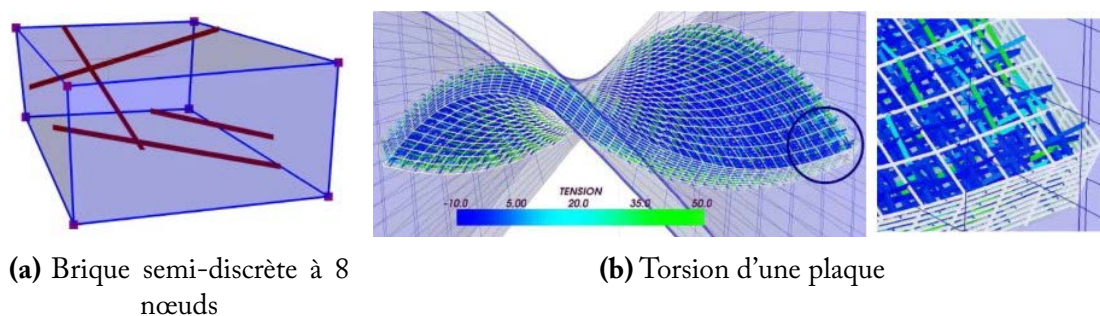 TENSION
-10.0 5.00 20.0 35.0 50.0
(a) Brique semi-discrète à 8
nœuds
(b) Torsion d'une plaque